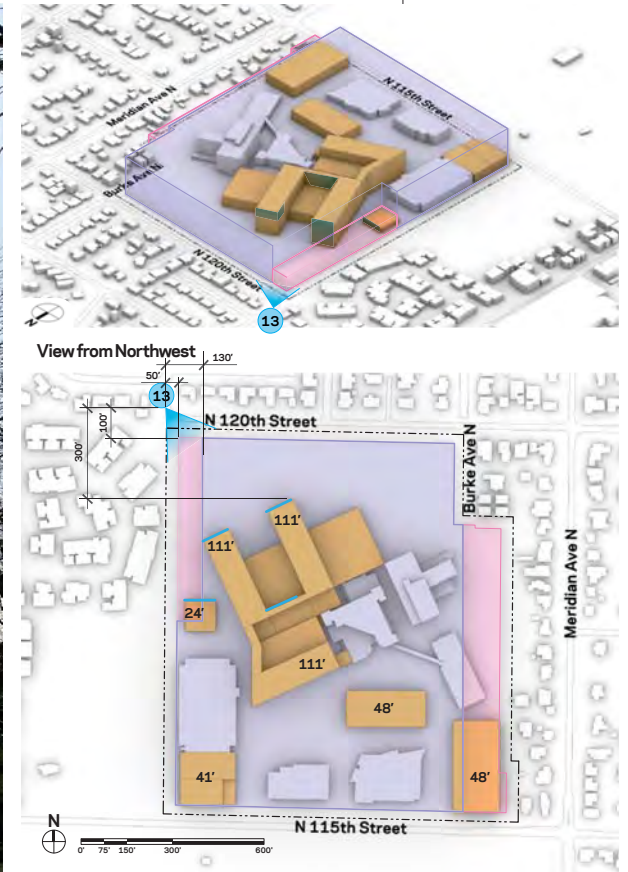 N 115th Street
Meridian Ave N
Burke Ave N
N 120th Street
N
13
View from Northwest
130'
50'
13
N 120th Street
100'
300'
Burke Ave N
Meridian Ave N
111'
111'
24'
111'
48'
41'
48'
N 115th Street
N
0' 75' 150' 300' 600'